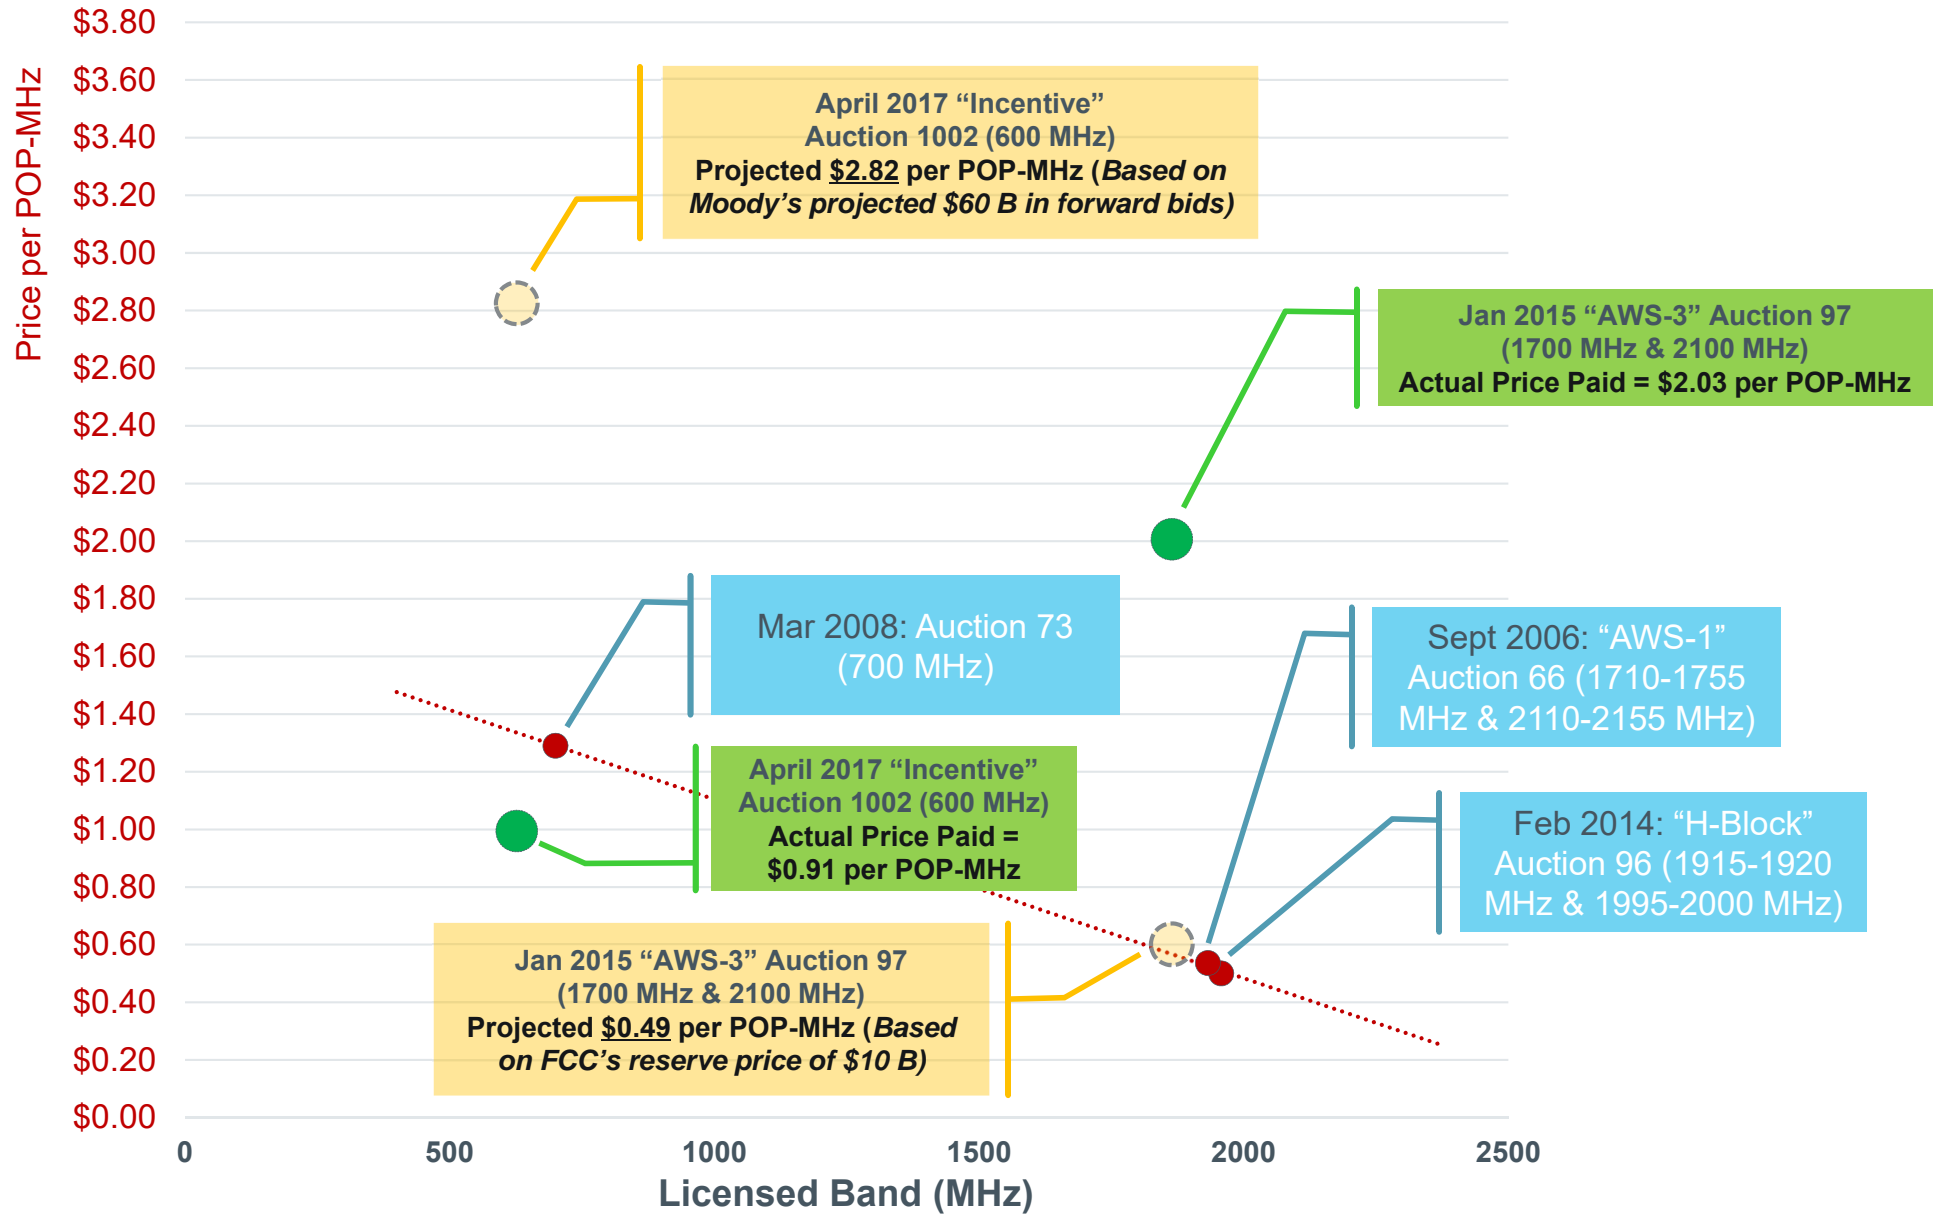 $3.80
$3.60
$3.40
$3.20
$3.00
$2.80
$2.60
$2.40
$2.20
$2.00
$1.80
$1.60
$1.40
$1.20
$1.00
$0.80
$0.60
$0.40
$0.20
$0.00
Price per POP-MHz
April 2017 “Incentive”
Auction 1002 (600 MHz)
Projected $2.82 per POP-MHz (Based on
Moody’s projected $60 B in forward bids)
Jan 2015 “AWS-3” Auction 97
(1700 MHz & 2100 MHz)
Actual Price Paid = $2.03 per POP-MHz
Mar 2008: Auction 73
(700 MHz)
Sept 2006: “AWS-1”
Auction 66 (1710-1755
MHz & 2110-2155 MHz)
April 2017 “Incentive”
Auction 1002 (600 MHz)
Actual Price Paid =
$0.91 per POP-MHz
Feb 2014: “H-Block”
Auction 96 (1915-1920
MHz & 1995-2000 MHz)
Jan 2015 “AWS-3” Auction 97
(1700 MHz & 2100 MHz)
Projected $0.49 per POP-MHz (Based
on FCC’s reserve price of $10 B)
0 500 1000 1500 2000 2500
Licensed Band (MHz)